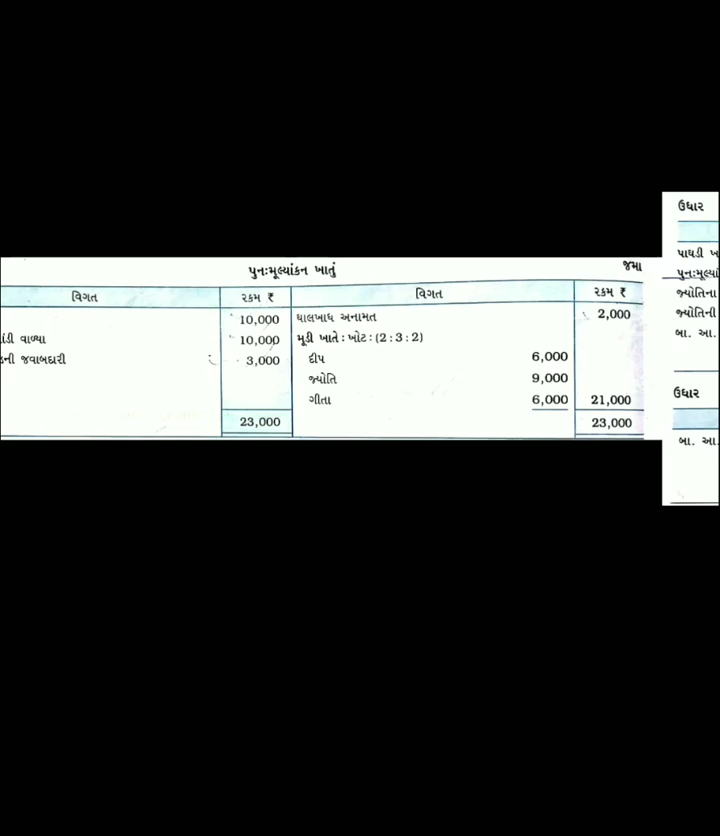 પુનઃમૂલ્યાંકન ખાતું જમા
વિગત રકમ ₹ વિગત રકમ ₹
10,000 ઘાલખાધ અનામત 2,000
વાળ્યા 10,000 મૂડી ખાતે : ખોટ : (2 : 3 : 2)
જવાબદારી 3,000 દીપ 6,000
જ્યોતિ 9,000
ગીતા 6,000 21,000
23,000 23,000
ઉધાર
પાઘડી
જ્યોતિના
જ્યોતિની
બા. આ.
ઉધાર
બા. આ.